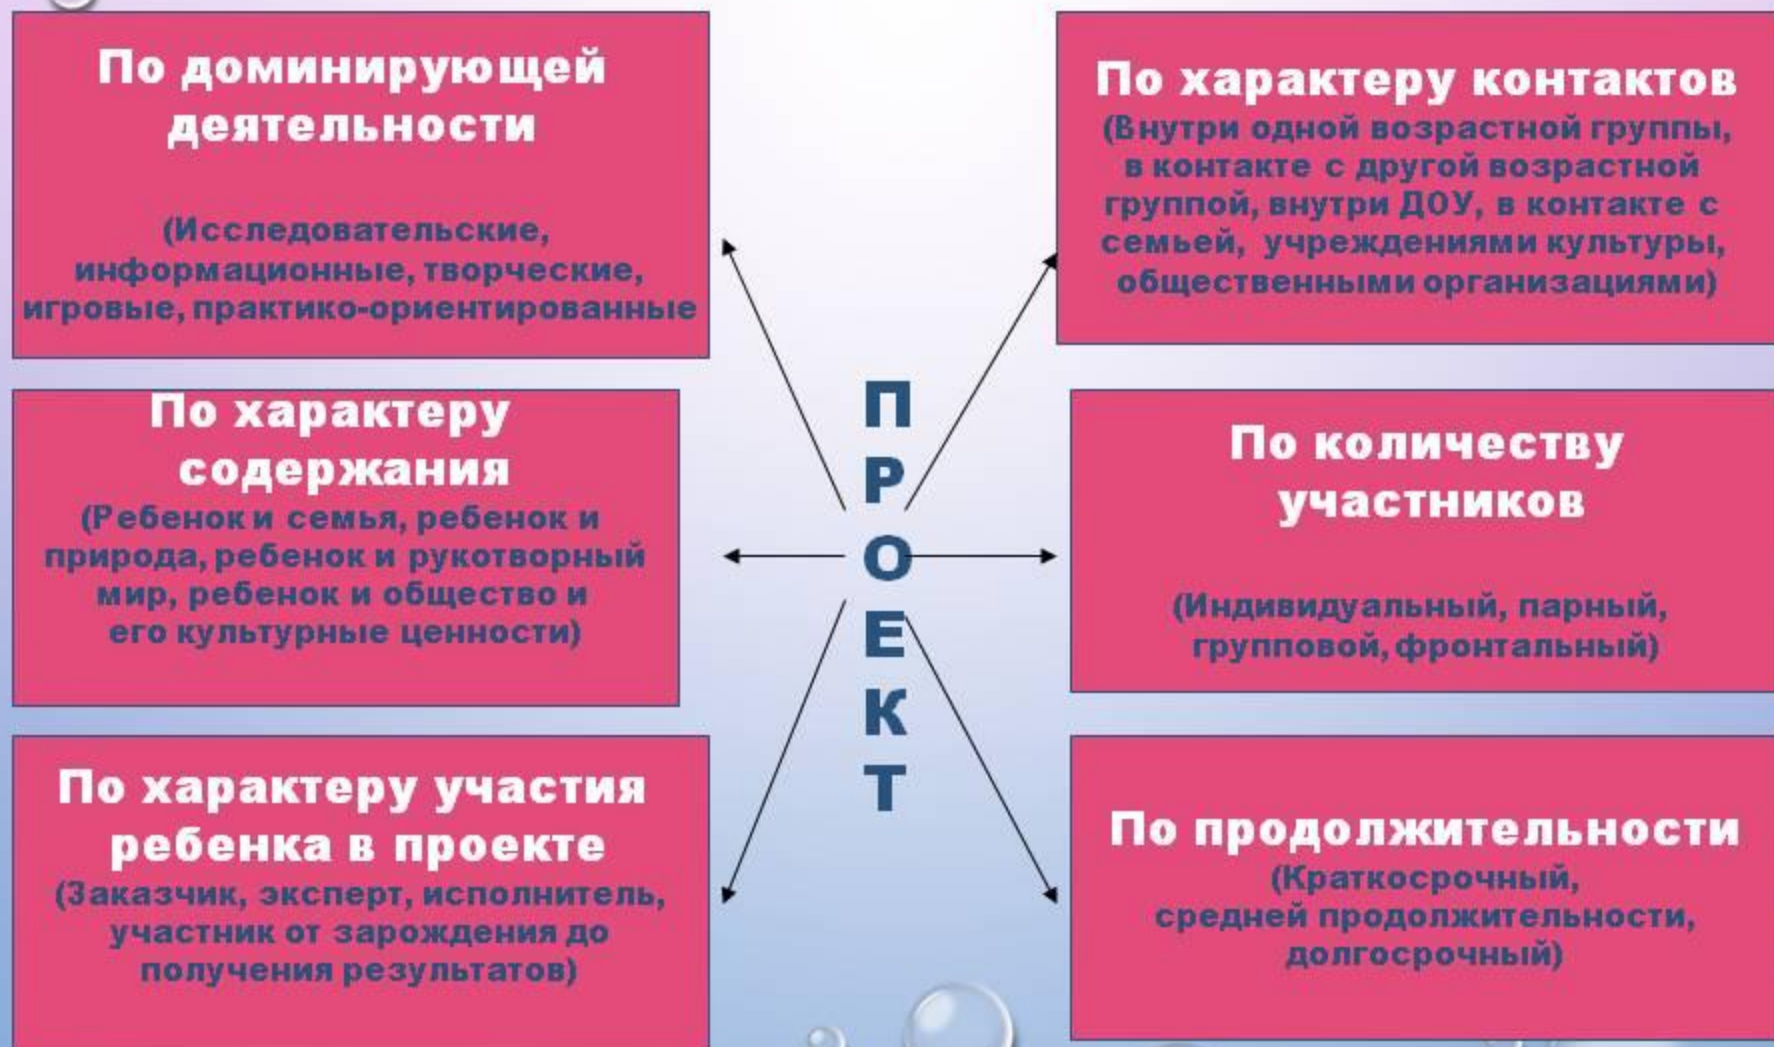 По доминирующей
деятельности
(Исследовательские,
информационные, творческие,
игровые, практико-ориентированные
По характеру
содержания
(Ребенок и семья, ребенок и
природа, ребенок и рукотворный
мир, ребенок и общество и
его культурные ценности)
По характеру участия
ребенка в проекте
(Заказчик, эксперт, исполнитель,
участник от зарождения до
получения результатов)
П
Р
О
Е
К
Т
По характеру контактов
(Внутри одной возрастной группы,
в контакте с другой возрастной
группой, внутри ДОУ, в контакте с
семьей, учреждениями культуры,
общественными организациями)
По количеству
участников
(Индивидуальный, парный,
групповой, фронтальный)
По продолжительности
(Краткосрочный,
средней продолжительности,
долгосрочный)